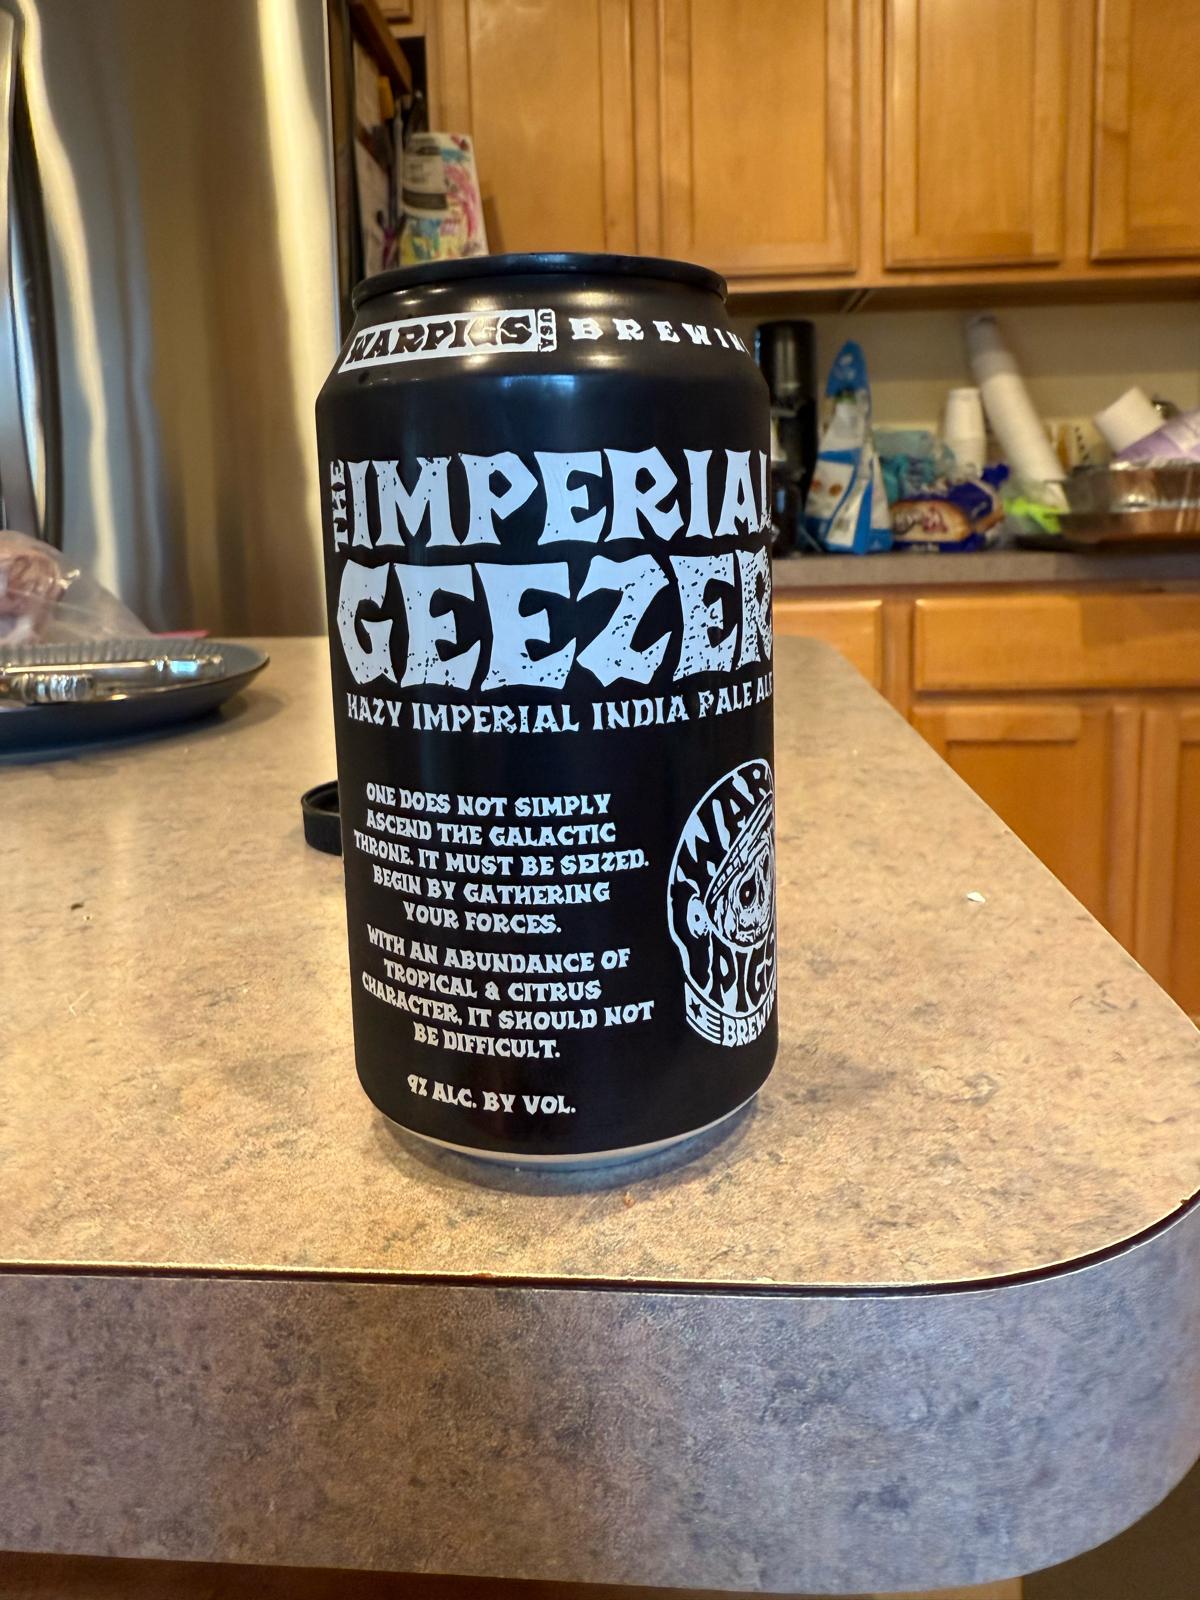 WARPIGS USA BREWIN
THE IMPERIAL
GEEZER
HAZY IMPERIAL INDIA PALE ALE
ONE DOES NOT SIMPLY
ASCEND THE GALACTIC
THRONE. IT MUST BE SEIZED.
BEGIN BY GATHERING
YOUR FORCES.
WITH AN ABUNDANCE OF
TROPICAL & CITRUS
CHARACTER, IT SHOULD NOT
BE DIFFICULT.
9% ALC. BY VOL.
WAR
PIGS
BREWIN